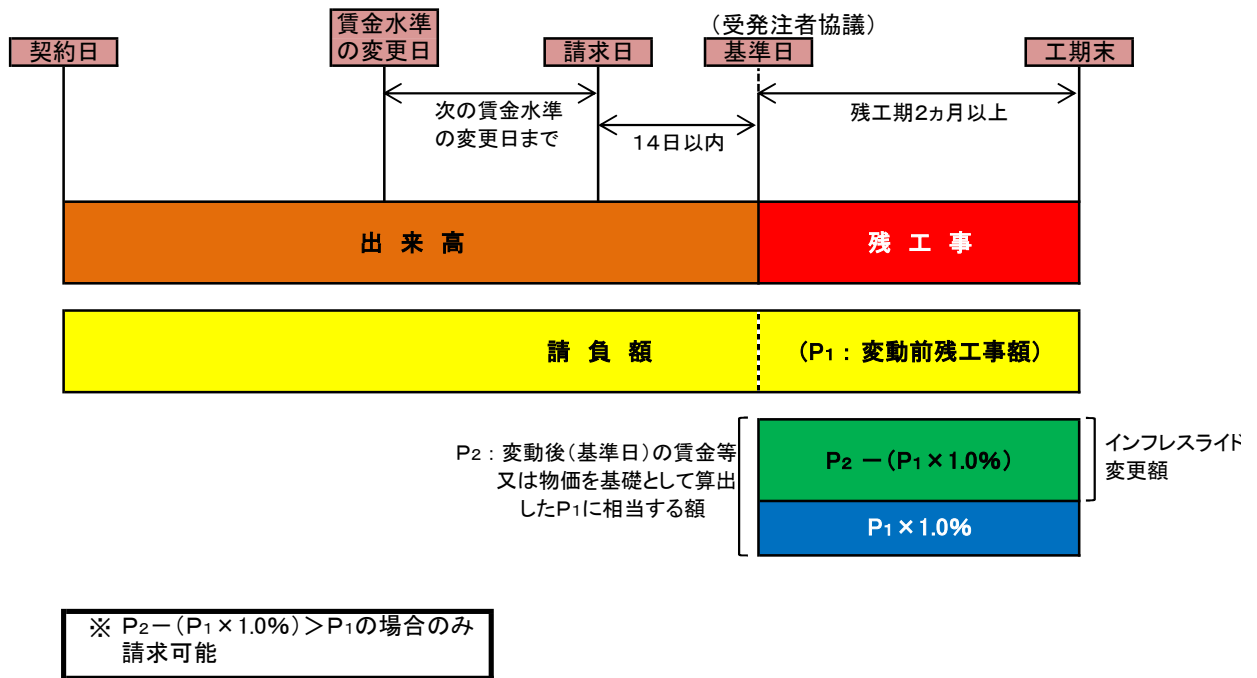 (受発注者協議)
契約日
賃金水準
の変更日
請求日
基準日
工期末
次の賃金水準
の変更日まで
14日以内
残工期2ヵ月以上
出 来 高
残 工 事
請 負 額
(P1 : 変動前残工事額)
P2 : 変動後(基準日)の賃金等
又は物価を基礎として算出
したP1に相当する額
P2 -(P1 × 1.0%)
P1 × 1.0%
インフレスライド
変更額
※ P2-(P1 × 1.0%)>P1の場合のみ
請求可能